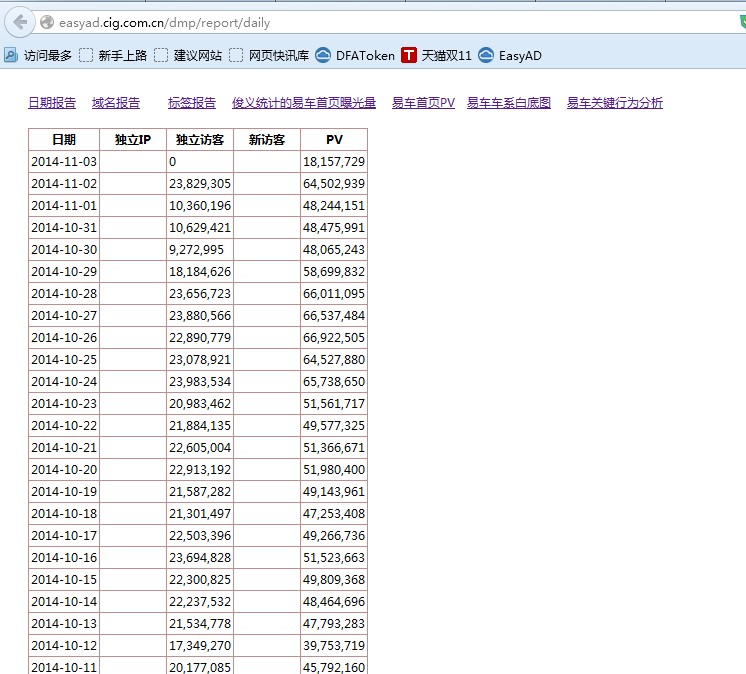 easyad.cig.com.cn/dmp/report/daily
访问最多 新手上路 建议网站 网页快讯库 DFAToken T 天猫双11 EasyAD
日期报告 域名报告 标签报告 俊义统计的易车首页曝光量 易车首页PV 易车车系白底图 易车关键行为分析
日期 独立IP 独立访客 新访客 PV
2014-11-03 0 18,157,729
2014-11-02 23,829,305 64,502,939
2014-11-01 10,360,196 48,244,151
2014-10-31 10,629,421 48,475,991
2014-10-30 9,272,995 48,065,243
2014-10-29 18,184,626 58,699,832
2014-10-28 23,656,723 66,011,095
2014-10-27 23,880,566 66,537,484
2014-10-26 22,890,779 66,922,505
2014-10-25 23,078,921 64,527,880
2014-10-24 23,983,534 65,738,650
2014-10-23 20,983,462 51,561,717
2014-10-22 21,884,135 49,577,325
2014-10-21 22,605,004 51,366,671
2014-10-20 22,913,192 51,980,400
2014-10-19 21,587,282 49,143,961
2014-10-18 21,301,497 47,253,408
2014-10-17 22,503,396 49,266,736
2014-10-16 23,694,828 51,523,663
2014-10-15 22,300,825 49,809,368
2014-10-14 22,237,532 48,464,696
2014-10-13 21,534,778 47,793,283
2014-10-12 17,349,270 39,753,719
2014-10-11 20,177,085 45,792,160